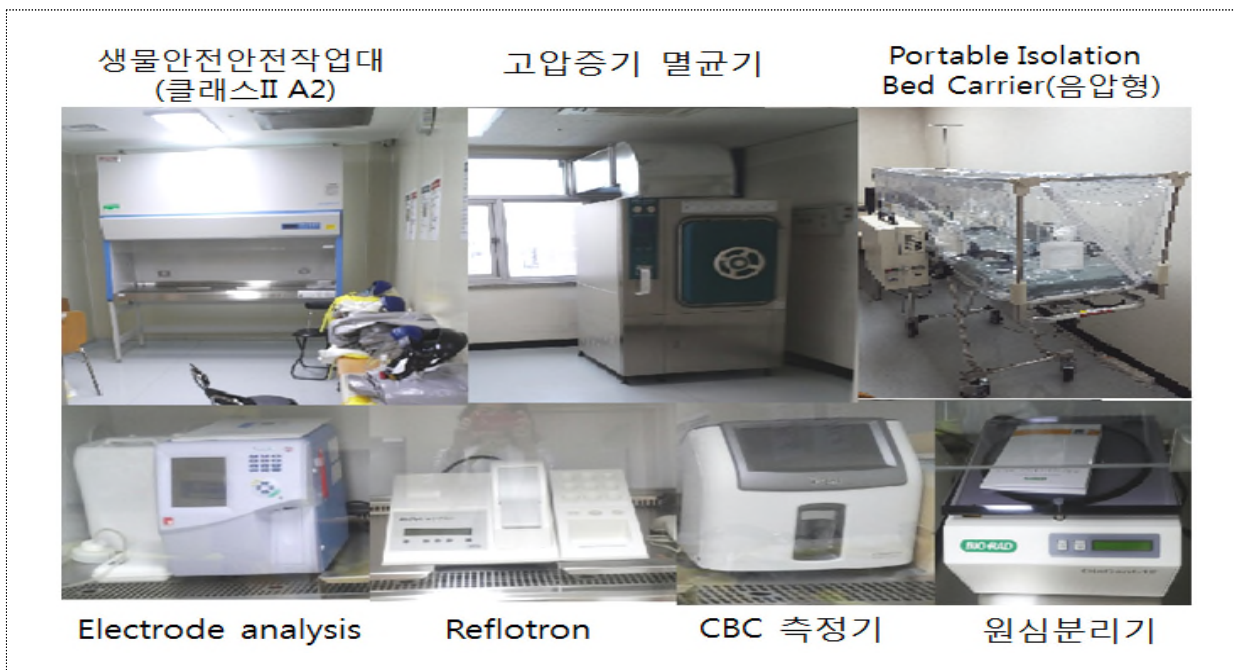 생물안전안전작업대
(클래스II A2)
고압증기 멸균기
Portable Isolation
Bed Carrier(음압형)
BIO-RAD
Electrode analysis
Reflotron
CBC 측정기
원심분리기